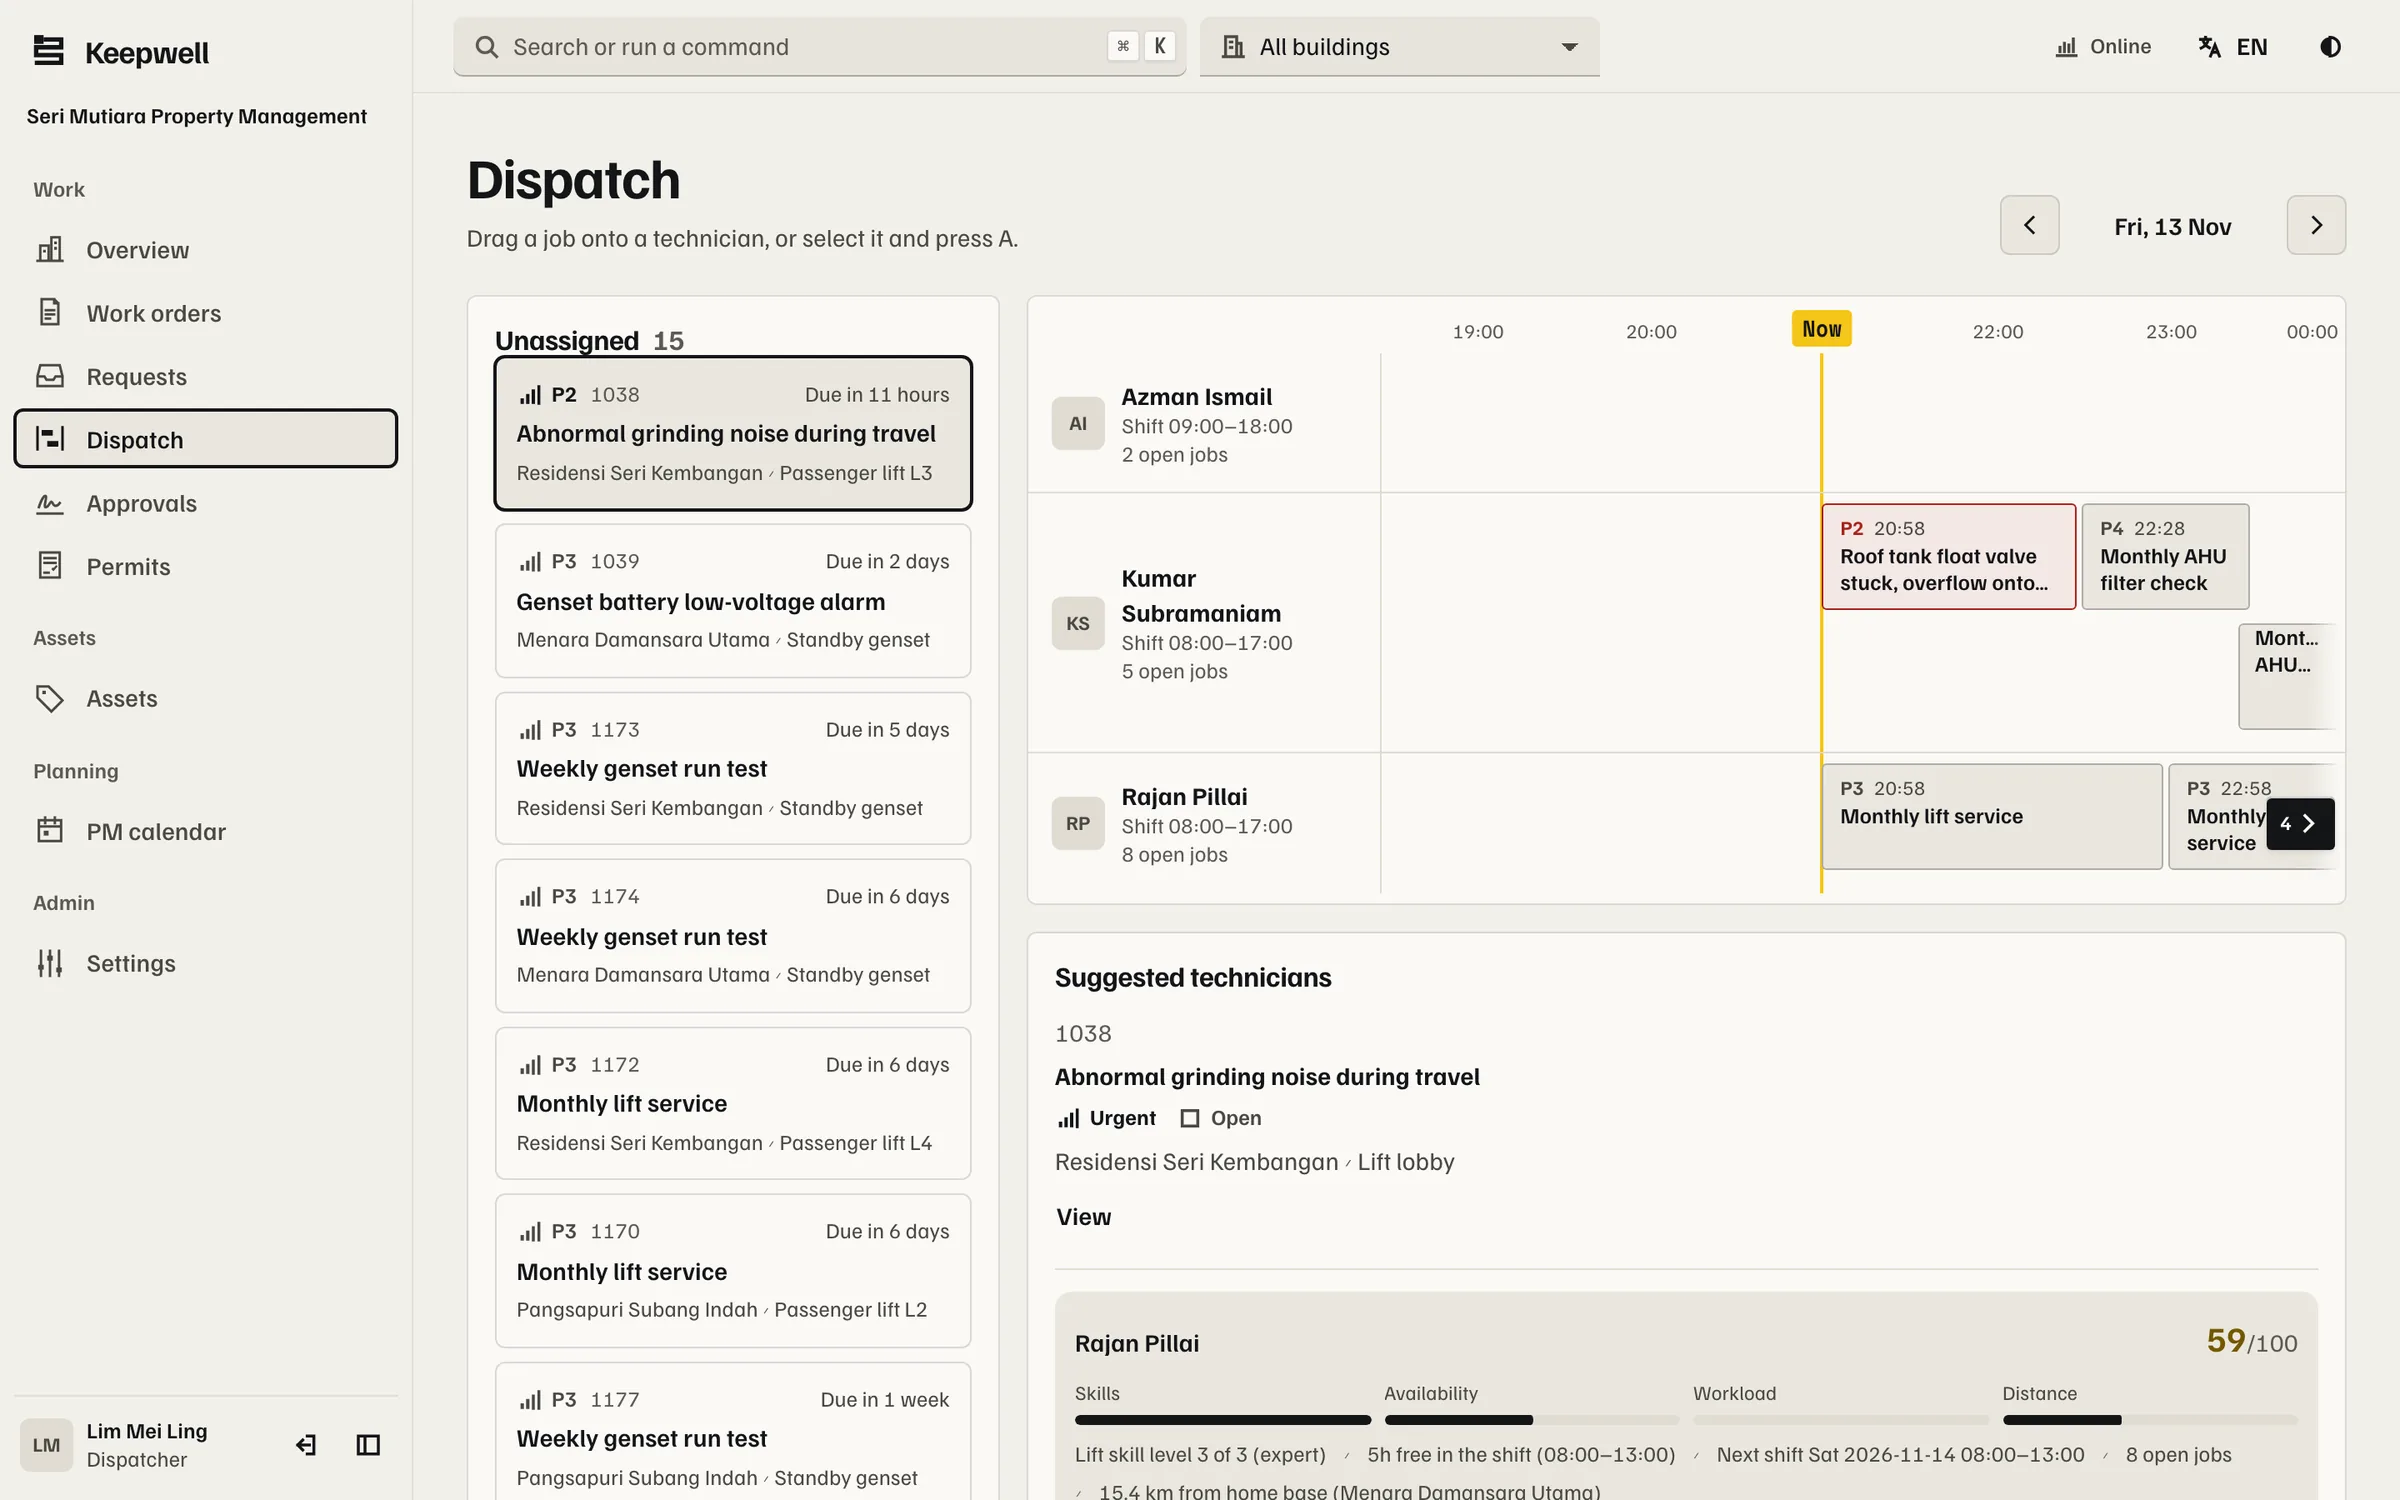 Keepwell
Seri Mutiara Property Management
Work
Overview
Work orders
Requests
Dispatch
Approvals
Permits
Assets
Assets
Planning
PM calendar
Admin
Settings
LM
Lim Mei Ling
Dispatcher
Search or run a command
⌘ K
All buildings
Online
EN
Dispatch
Drag a job onto a technician, or select it and press A.
Fri, 13 Nov
Unassigned 15
P2 1038 Due in 11 hours
Abnormal grinding noise during travel
Residensi Seri Kembangan ⁄ Passenger lift L3
P3 1039 Due in 2 days
Genset battery low-voltage alarm
Menara Damansara Utama ⁄ Standby genset
P3 1173 Due in 5 days
Weekly genset run test
Residensi Seri Kembangan ⁄ Standby genset
P3 1174 Due in 6 days
Weekly genset run test
Menara Damansara Utama ⁄ Standby genset
P3 1172 Due in 6 days
Monthly lift service
Residensi Seri Kembangan ⁄ Passenger lift L4
P3 1170 Due in 6 days
Monthly lift service
Pangsapuri Subang Indah ⁄ Passenger lift L2
P3 1177 Due in 1 week
Weekly genset run test
Pangsapuri Subang Indah ⁄ Standby genset
19:00 20:00 Now 22:00 23:00 00:00
AI
Azman Ismail
Shift 09:00–18:00
2 open jobs
KS
Kumar
Subramaniam
Shift 08:00–17:00
5 open jobs
P2 20:58
Roof tank float valve
stuck, overflow onto…
P4 22:28
Monthly AHU
filter check
Mont…
AHU…
RP
Rajan Pillai
Shift 08:00–17:00
8 open jobs
P3 20:58
Monthly lift service
P3 22:58
Monthly
service
4
Suggested technicians
1038
Abnormal grinding noise during travel
Urgent Open
Residensi Seri Kembangan ⁄ Lift lobby
View
Rajan Pillai
59/100
Skills Availability Workload Distance
Lift skill level 3 of 3 (expert) ⁄ 5h free in the shift (08:00–13:00) ⁄ Next shift Sat 2026-11-14 08:00–13:00 ⁄ 8 open jobs
⁄ 15.4 km from home base (Menara Damansara Utama)